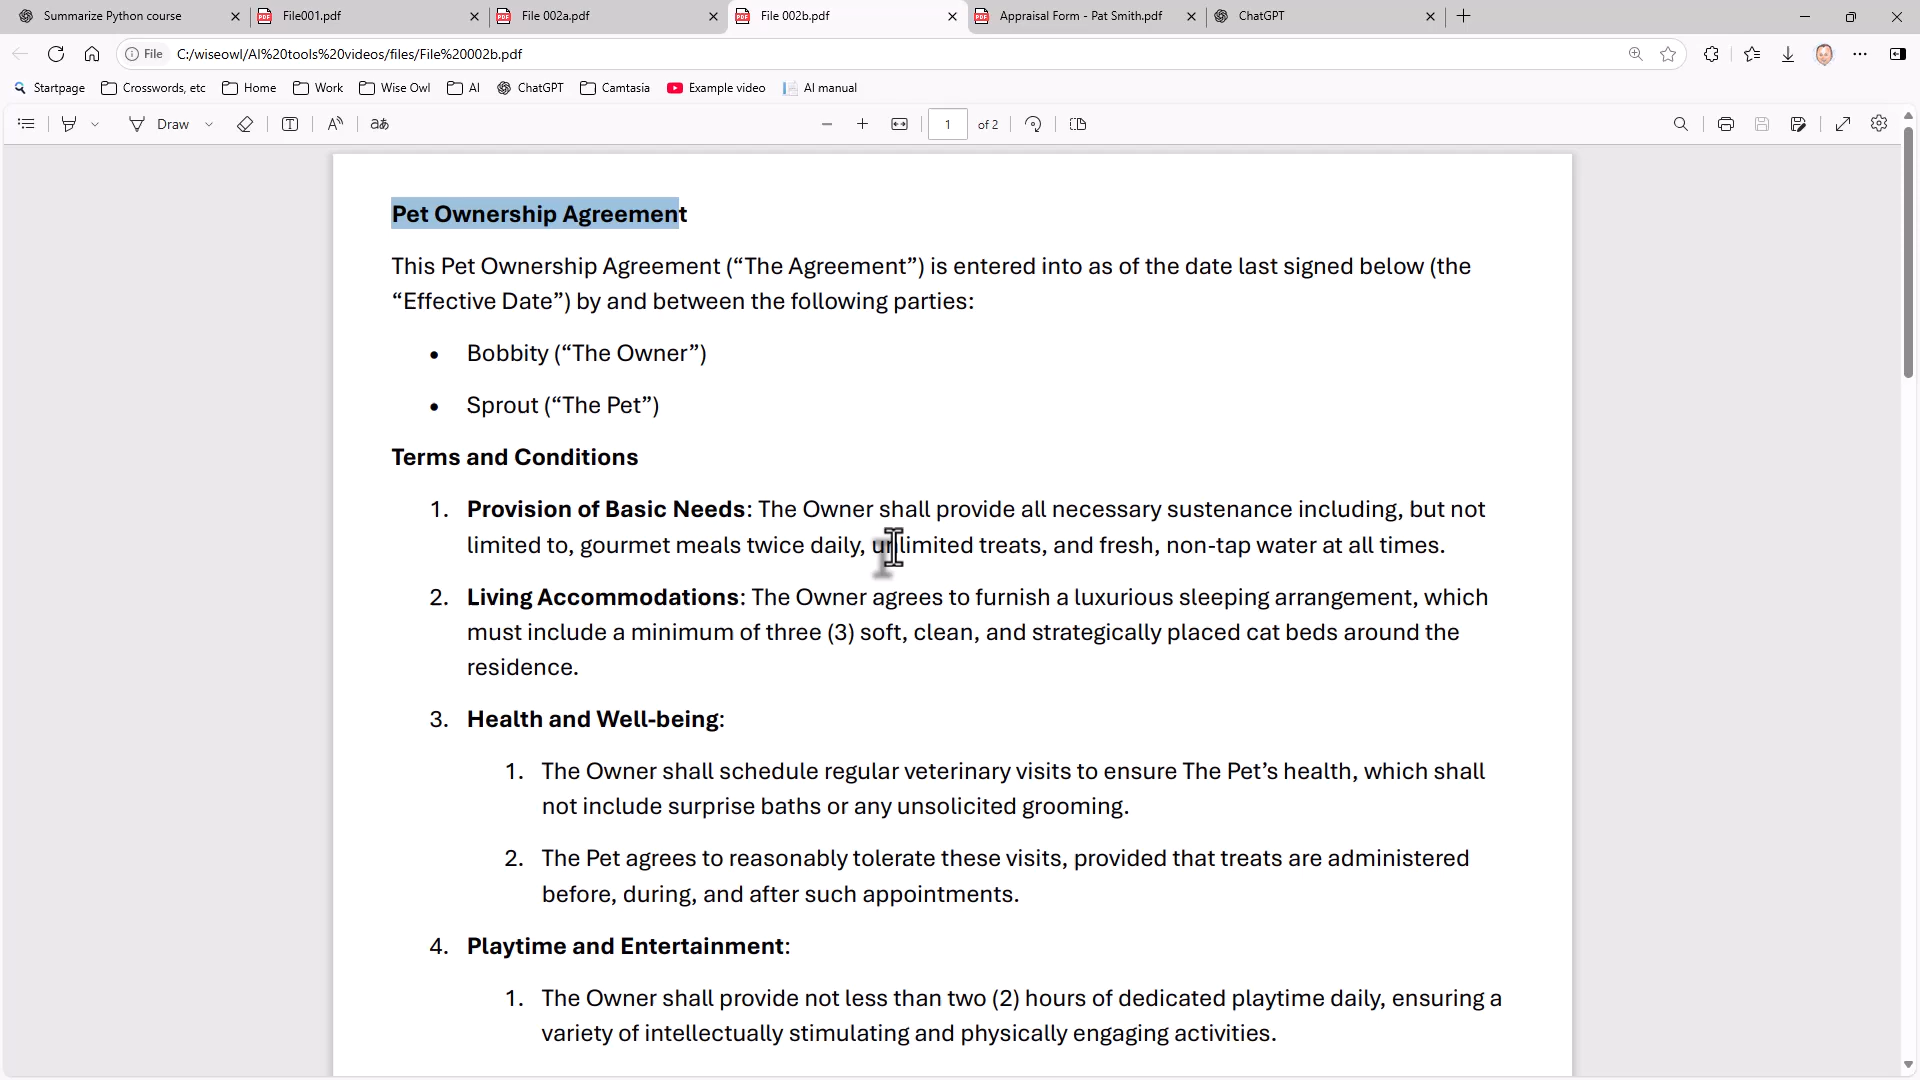 Summarize Python course
File001.pdf
File 002a.pdf
File 002b.pdf
Appraisal Form - Pat Smith.pdf
ChatGPT
File
C:/wiseowl/AI%20tools%20videos/files/File%20002b.pdf
Startpage
Crosswords, etc
Home
Work
Wise Owl
AI
ChatGPT
Camtasia
Example video
AI manual
Draw
1
of 2
Pet Ownership Agreement
This Pet Ownership Agreement (“The Agreement”) is entered into as of the date last signed below (the
“Effective Date”) by and between the following parties:
• Bobbity (“The Owner”)
• Sprout (“The Pet”)
Terms and Conditions
1. Provision of Basic Needs: The Owner shall provide all necessary sustenance including, but not
limited to, gourmet meals twice daily, unlimited treats, and fresh, non-tap water at all times.
2. Living Accommodations: The Owner agrees to furnish a luxurious sleeping arrangement, which
must include a minimum of three (3) soft, clean, and strategically placed cat beds around the
residence.
3. Health and Well-being:
1. The Owner shall schedule regular veterinary visits to ensure The Pet’s health, which shall
not include surprise baths or any unsolicited grooming.
2. The Pet agrees to reasonably tolerate these visits, provided that treats are administered
before, during, and after such appointments.
4. Playtime and Entertainment:
1. The Owner shall provide not less than two (2) hours of dedicated playtime daily, ensuring a
variety of intellectually stimulating and physically engaging activities.